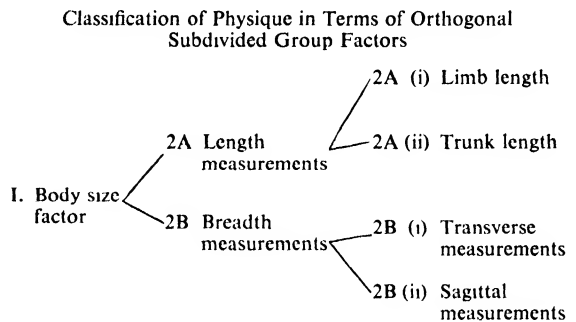 Classification of Physique in Terms of Orthogonal
Subdivided Group Factors
2A (i) Limb length
2A Length
measurements
2A (ii) Trunk length
I. Body size
factor
2B Breadth
measurements
2B (i) Transverse
measurements
2B (ii) Sagittal
measurements